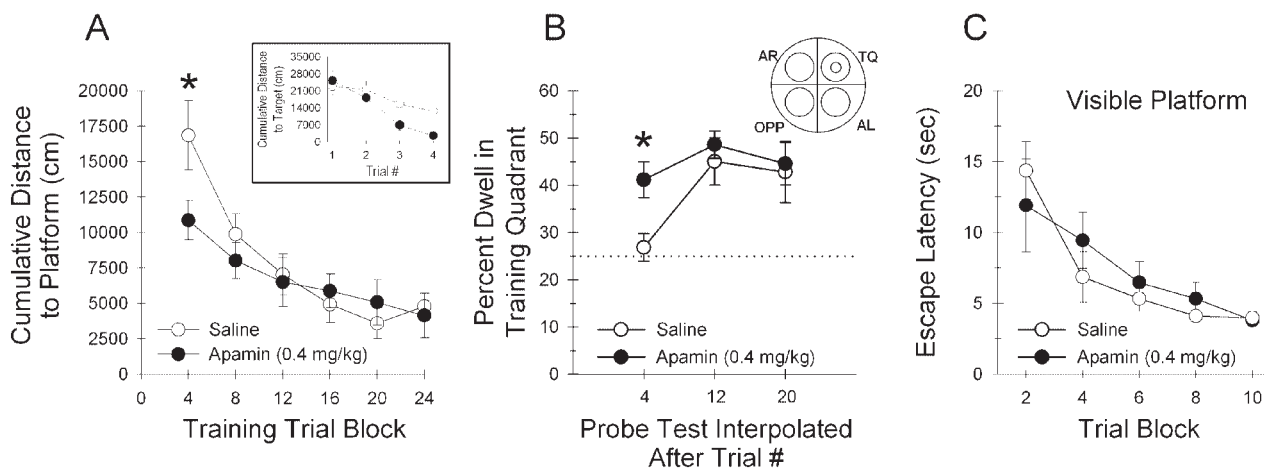 A
Cumulative Distance
to Platform (cm)
20000
17500
15000
12500
10000
7500
5000
2500
0
*
Saline
Apamin (0.4 mg/kg)
0 4 8 12 16 20 24
Training Trial Block
Cumulative Distance
to Target (cm)
35000
28000
21000
14000
7000
0
1 2 3 4
Trial #
B
Percent Dwell in
Training Quadrant
60
50
40
30
20
10
0
*
AR TQ
OPP AL
Saline
Apamin (0.4 mg/kg)
4 12 20
Probe Test Interpolated
After Trial #
C
Visible Platform
Escape Latency (sec)
20
15
10
5
0
Saline
Apamin (0.4 mg/kg)
2 4 6 8 10
Trial Block